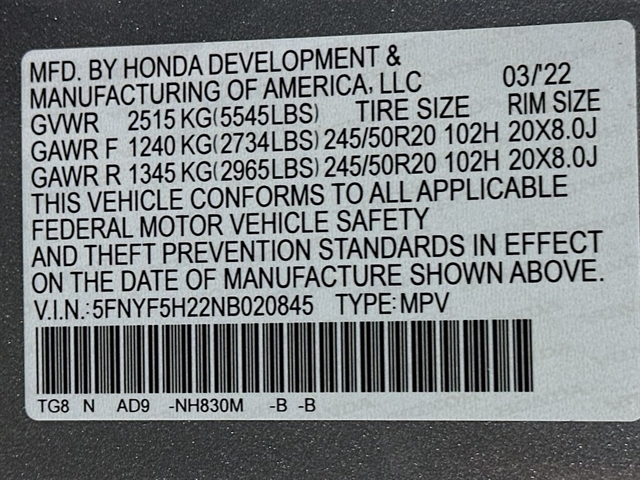 MFD. BY HONDA DEVELOPMENT &
MANUFACTURING OF AMERICA, LLC 03/'22
GVWR 2515 KG(5545LBS) TIRE SIZE RIM SIZE
GAWR F 1240 KG(2734LBS) 245/50R20 102H 20X8.0J
GAWR R 1345 KG(2965LBS) 245/50R20 102H 20X8.0J
THIS VEHICLE CONFORMS TO ALL APPLICABLE
FEDERAL MOTOR VEHICLE SAFETY
AND THEFT PREVENTION STANDARDS IN EFFECT
ON THE DATE OF MANUFACTURE SHOWN ABOVE.
V.I.N.: 5FNYF5H22NB020845 TYPE: MPV
TG8 N AD9 -NH830M -B -B